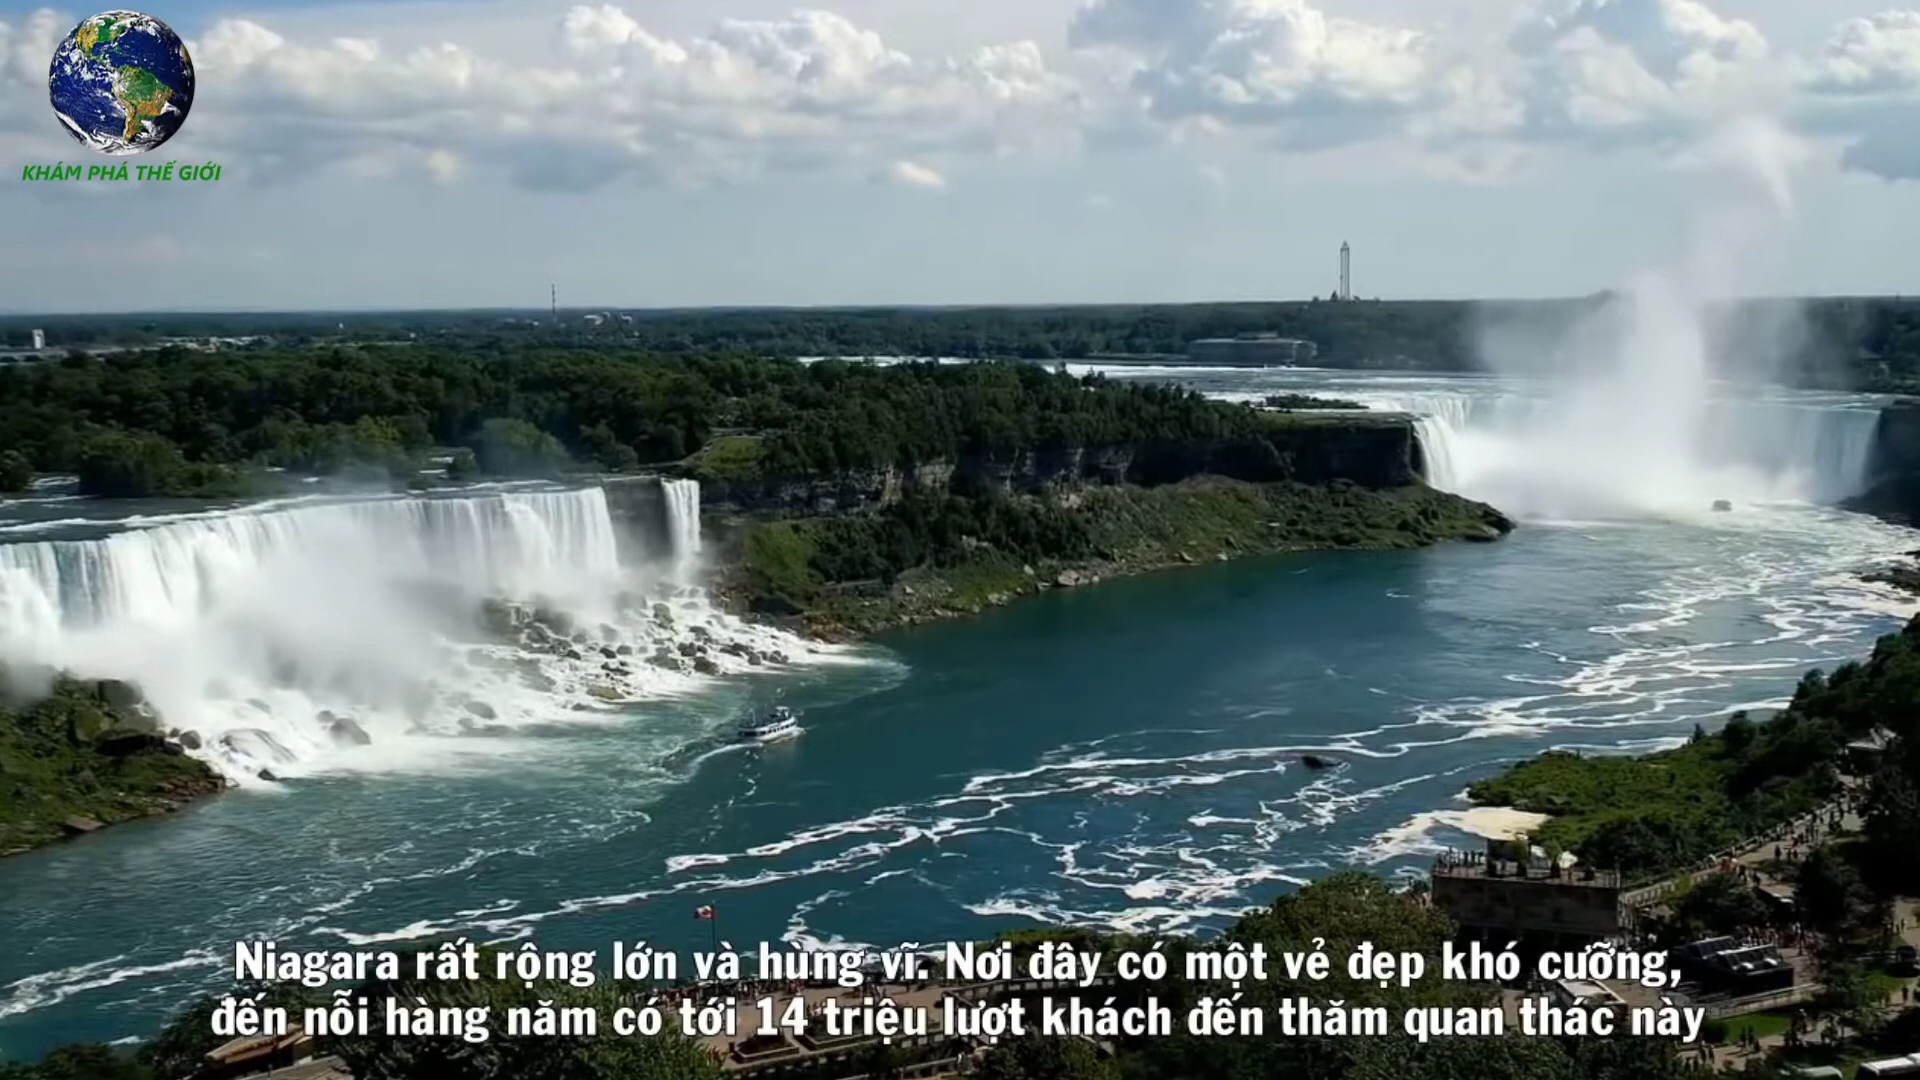 KHÁM PHÁ THẾ GIỚI
Niagara rất rộng lớn và hùng vĩ. Nơi đây có một vẻ đẹp khó cưỡng,
đến nỗi hàng năm có tới 14 triệu lượt khách đến thăm quan thác này